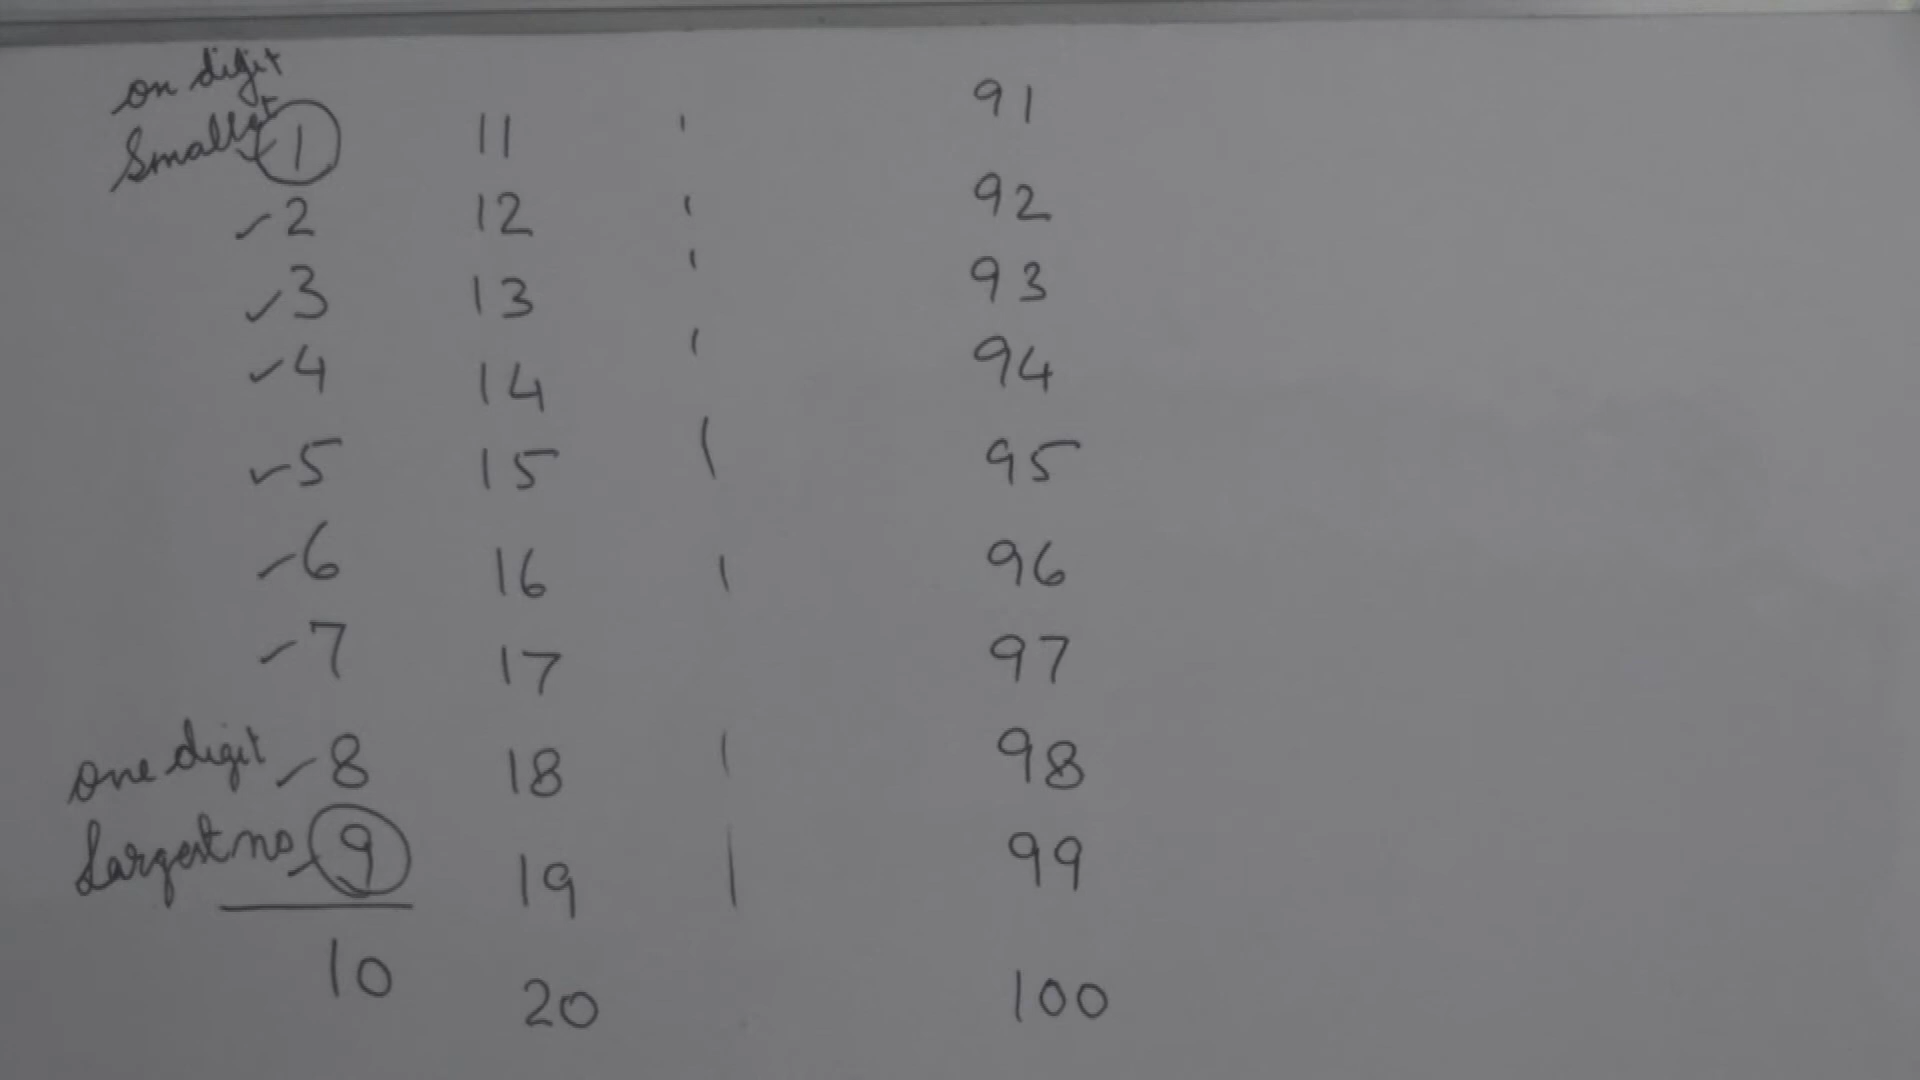 on digit
Smallest 1 11 91
2 12 92
3 13 93
4 14 94
5 15 95
6 16 96
7 17 97
one digit 8 18 98
Largest no 9 19 99
10 20 100